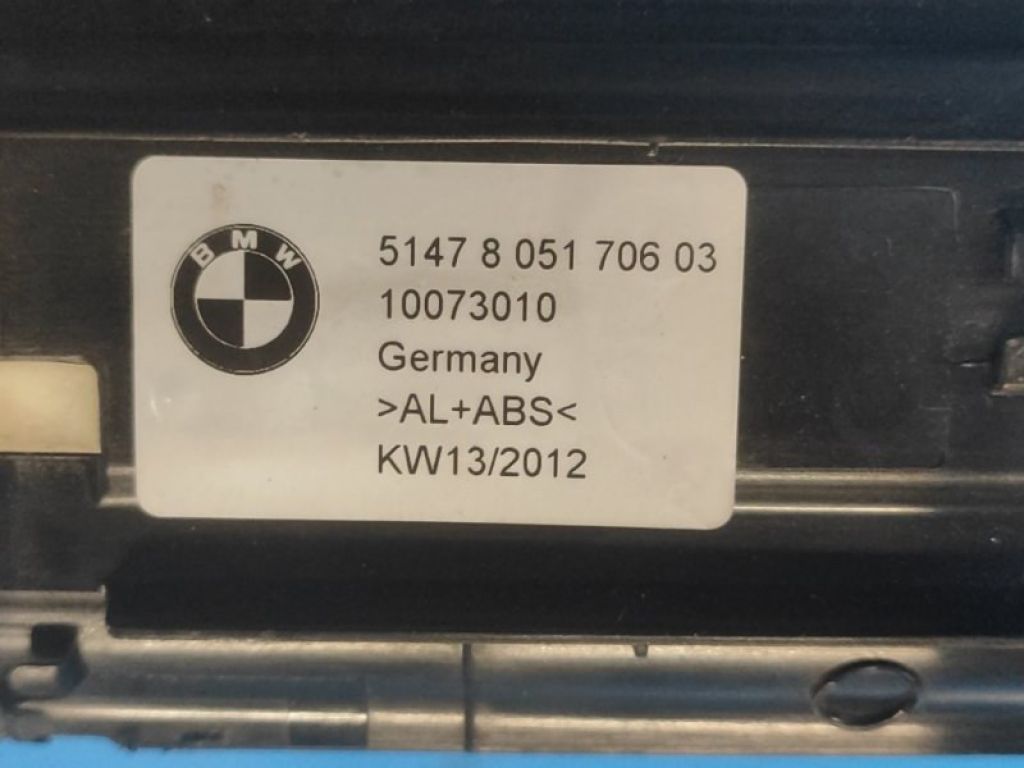 BMW
5147 8 051 706 03
10073010
Germany
>AL+ABS<
KW13/2012